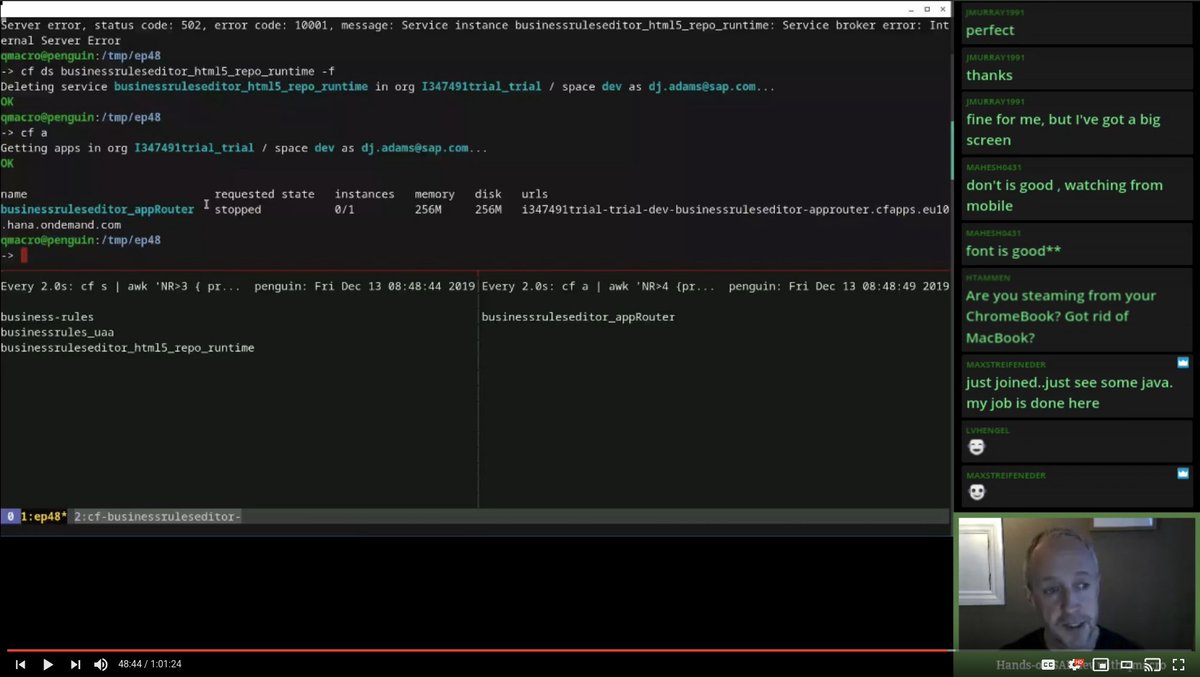 Server error, status code: 502, error code: 10001, message: Service instance businessruleseditor_html5_repo_runtime: Service broker error: Int
ernal Server Error
qmacro@penguin:/tmp/ep48
-> cf ds businessruleseditor_html5_repo_runtime -f
Deleting service businessruleseditor_html5_repo_runtime in org I347491trial_trial / space dev as dj.adams@sap.com...
OK
qmacro@penguin:/tmp/ep48
-> cf a
Getting apps in org I347491trial_trial / space dev as dj.adams@sap.com...
OK
name requested state instances memory disk urls
businessruleseditor_appRouter stopped 0/1 256M 256M i347491trial-trial-dev-businessruleseditor-approuter.cfapps.eu10
.hana.ondemand.com
qmacro@penguin:/tmp/ep48
->
Every 2.0s: cf s | awk 'NR>3 { pr... penguin: Fri Dec 13 08:48:44 2019
business-rules
businessrules_uaa
businessruleseditor_html5_repo_runtime
Every 2.0s: cf a | awk 'NR>4 {pr... penguin: Fri Dec 13 08:48:49 2019
businessruleseditor_appRouter
0 1:ep48* 2:cf-businessruleseditor-
JMURRAY1991
perfect
JMURRAY1991
thanks
JMURRAY1991
fine for me, but I've got a big
screen
MAHESH0431
don't is good , watching from
mobile
MAHESH0431
font is good**
HTAMMEN
Are you steaming from your
ChromeBook? Got rid of
MacBook?
MAXSTREIFENEDER
just joined..just see some java.
my job is done here
LVHENGEL
MAXSTREIFENEDER
48:44 / 1:01:24
CC
HD